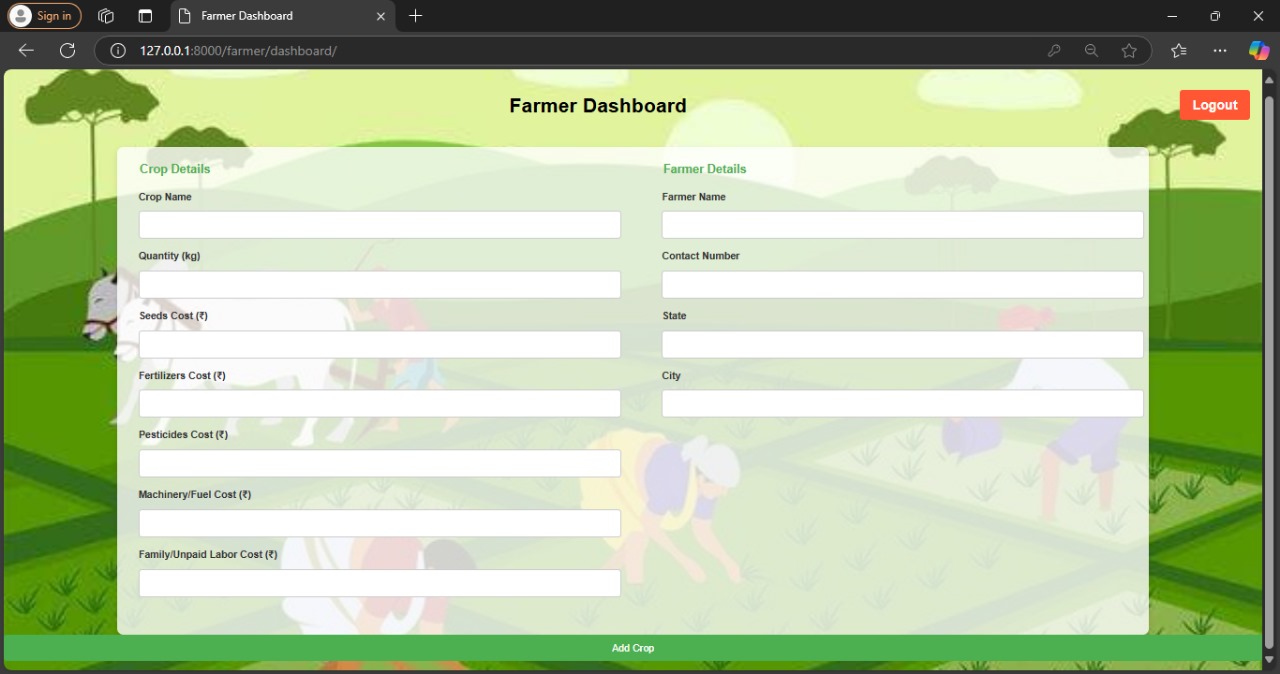 Sign in
Farmer Dashboard
127.0.0.1:8000/farmer/dashboard/
Farmer Dashboard
Logout
Crop Details
Crop Name
Quantity (kg)
Seeds Cost (₹)
Fertilizers Cost (₹)
Pesticides Cost (₹)
Machinery/Fuel Cost (₹)
Family/Unpaid Labor Cost (₹)
Farmer Details
Farmer Name
Contact Number
State
City
Add Crop